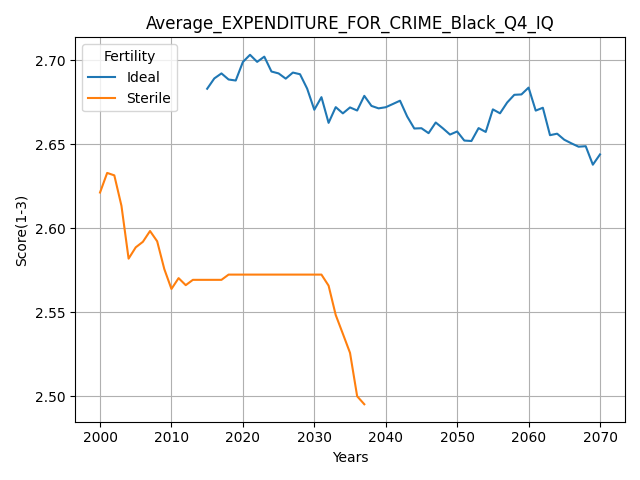 Average_EXPENDITURE_FOR_CRIME_Black_Q4_IQ
Fertility
Ideal
Sterile
Score(1-3)
2.70
2.65
2.60
2.55
2.50
2000 2010 2020 2030 2040 2050 2060 2070
Years